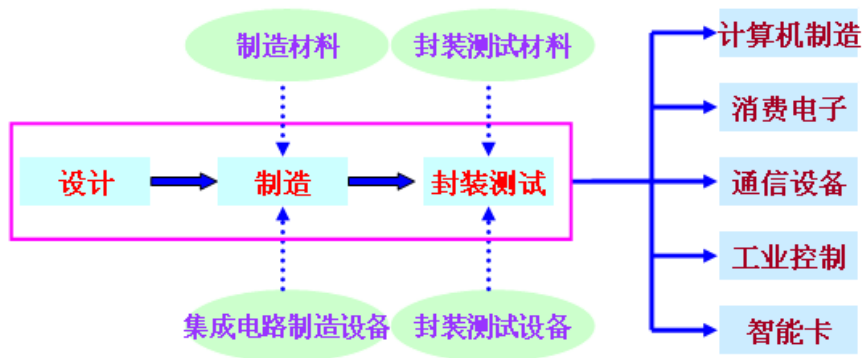 制造材料
封装测试材料
设计
制造
封装测试
集成电路制造设备
封装测试设备
计算机制造
消费电子
通信设备
工业控制
智能卡